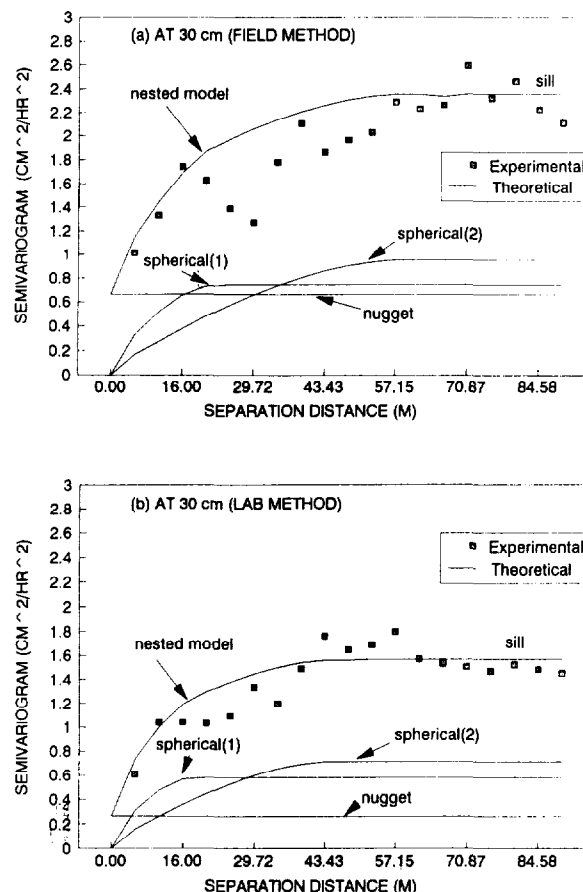 (a) AT 30 cm (FIELD METHOD)
SEMIVARIOGRAM (CM^2/HR^2)
3
2.8
2.6
2.4
2.2
2
1.8
1.6
1.4
1.2
1
0.8
0.6
0.4
0.2
0
nested model
sill
Experimental
Theoretical
spherical(2)
spherical(1)
nugget
0.00 16.00 29.72 43.43 57.15 70.87 84.58
SEPARATION DISTANCE (M)
(b) AT 30 cm (LAB METHOD)
SEMIVARIOGRAM (CM^2/HR^2)
3
2.8
2.6
2.4
2.2
2
1.8
1.6
1.4
1.2
1
0.8
0.6
0.4
0.2
0
Experimental
Theoretical
nested model
sill
spherical(1)
spherical(2)
nugget
0.00 16.00 29.72 43.43 57.15 70.87 84.58
SEPARATION DISTANCE (M)